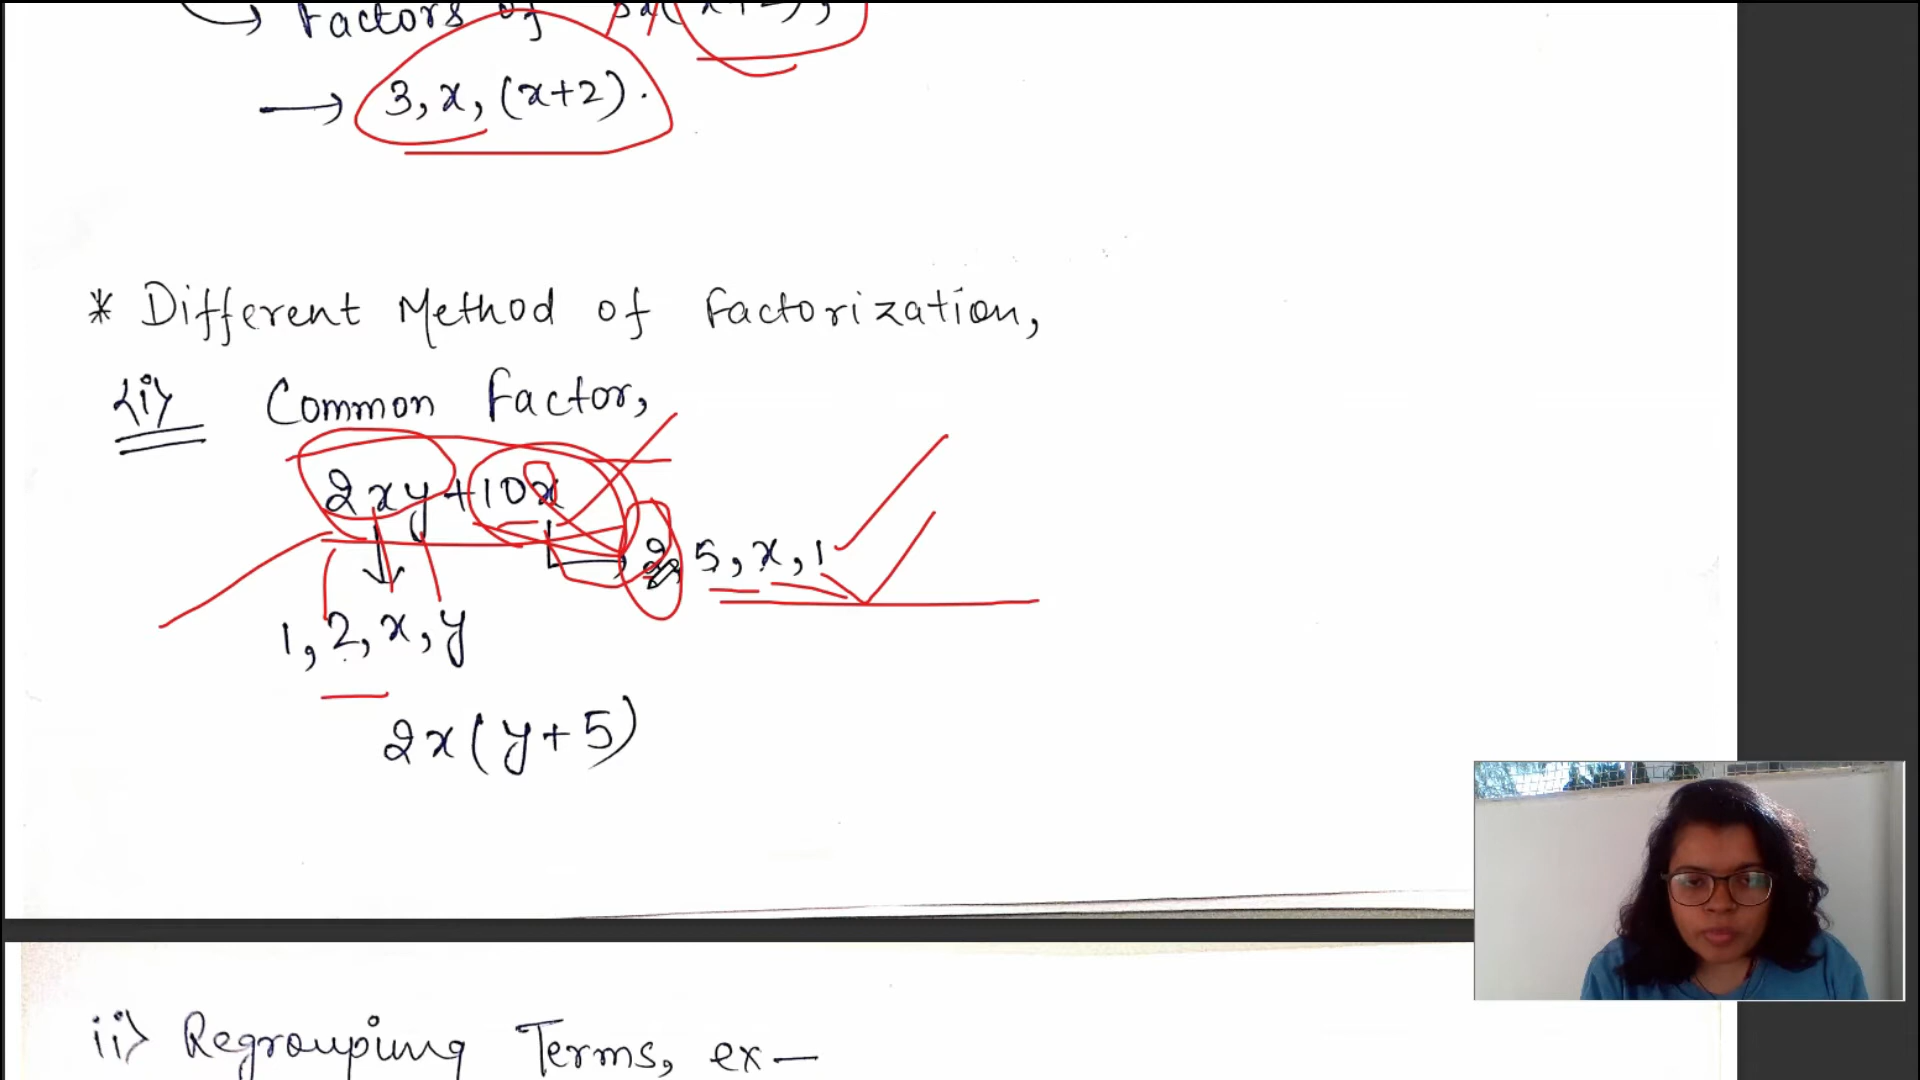 → Factors of
→ 3, x, (x+2).
* Different Method of Factorization,
(i) Common Factor,
2xy+10x
2, 5, x, 1
1, 2, x, y
2x(y+5)
ii) Regrouping Terms, ex —